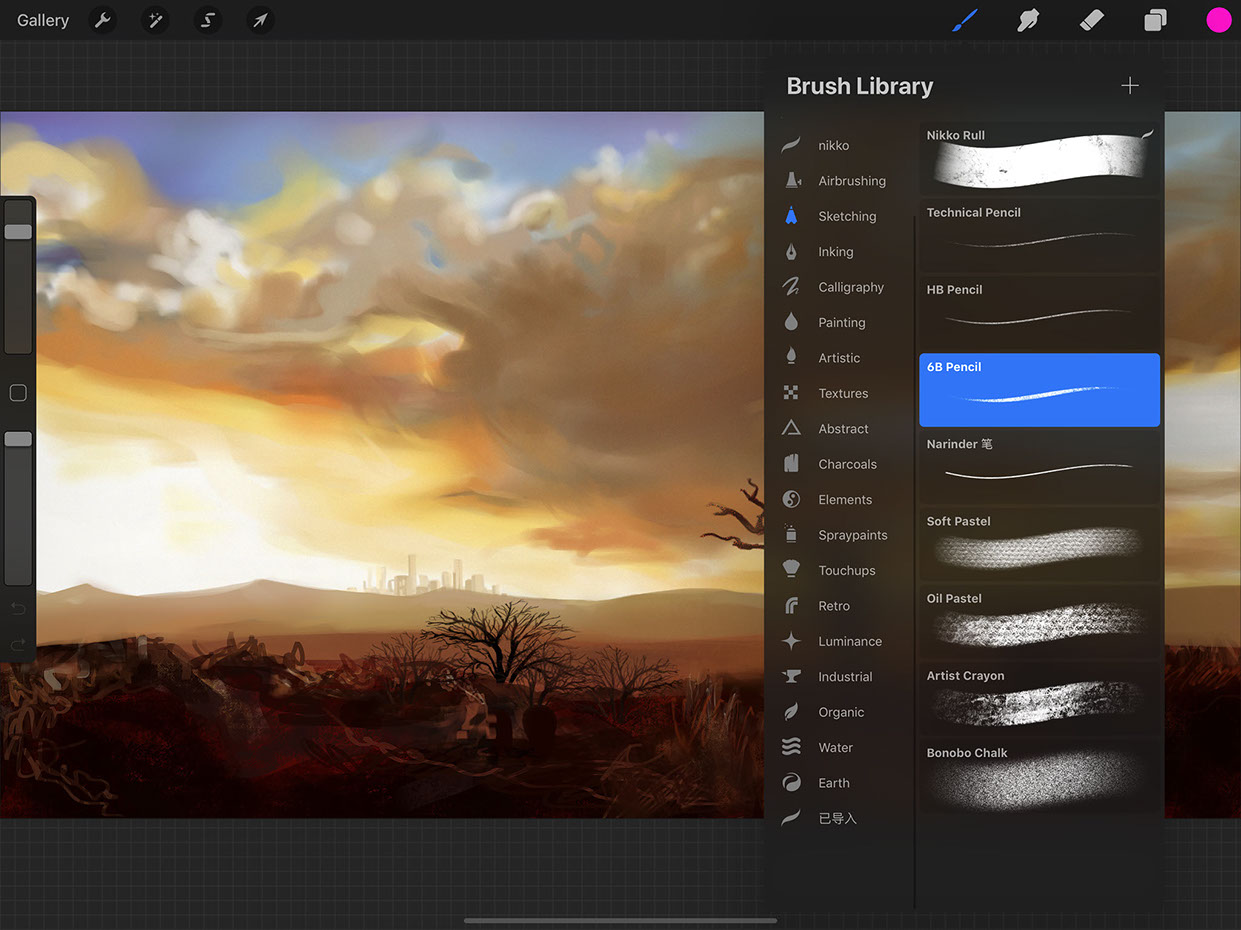 Gallery
Brush Library
nikko
Airbrushing
Sketching
Inking
Calligraphy
Painting
Artistic
Textures
Abstract
Charcoals
Elements
Spraypaints
Touchups
Retro
Luminance
Industrial
Organic
Water
Earth
已导入
Nikko Rull
Technical Pencil
HB Pencil
6B Pencil
Narinder 笔
Soft Pastel
Oil Pastel
Artist Crayon
Bonobo Chalk